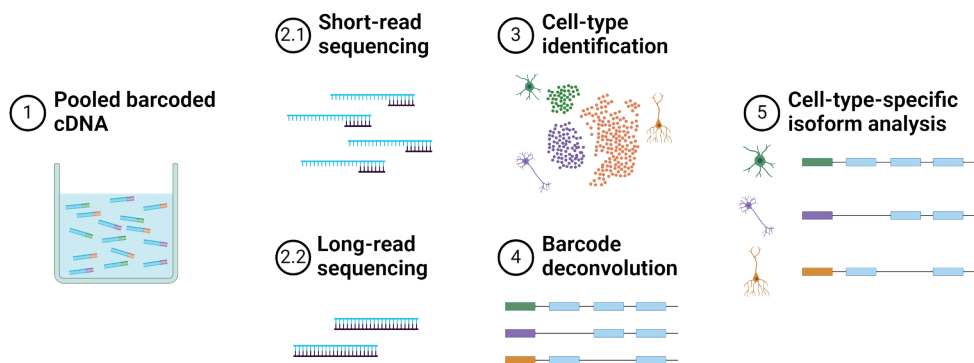 1
Pooled barcoded
cDNA
2.1
Short-read
sequencing
2.2
Long-read
sequencing
3
Cell-type
identification
4
Barcode
deconvolution
5
Cell-type-specific
isoform analysis